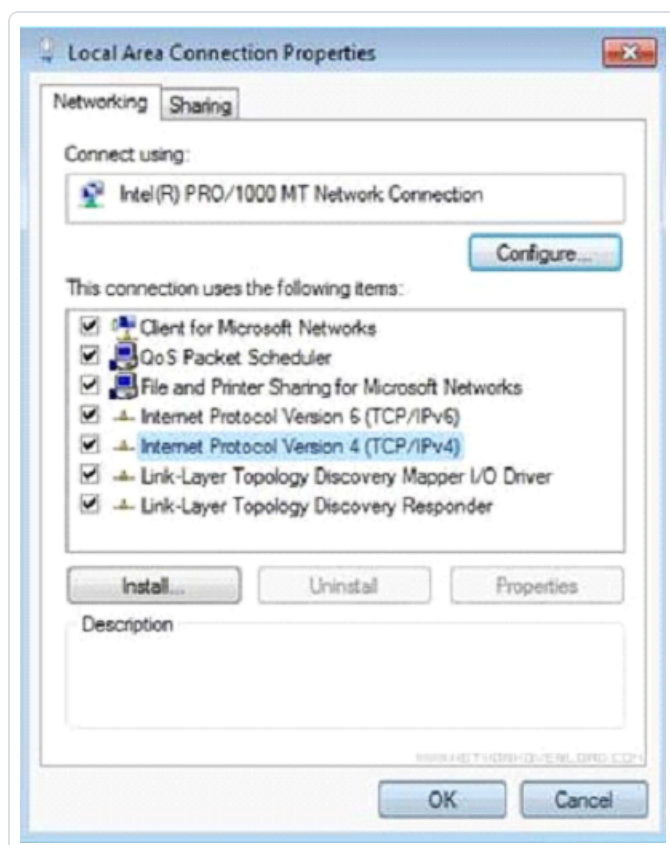 Local Area Connection Properties
Networking Sharing
Connect using:
Intel(R) PRO/1000 MT Network Connection
Configure...
This connection uses the following items:
Client for Microsoft Networks
QoS Packet Scheduler
File and Printer Sharing for Microsoft Networks
Internet Protocol Version 6 (TCP/IPv6)
Internet Protocol Version 4 (TCP/IPv4)
Link-Layer Topology Discovery Mapper I/O Driver
Link-Layer Topology Discovery Responder
Install... Uninstall Properties
Description
WWW.NETWORKOVERLORD.COM
OK Cancel